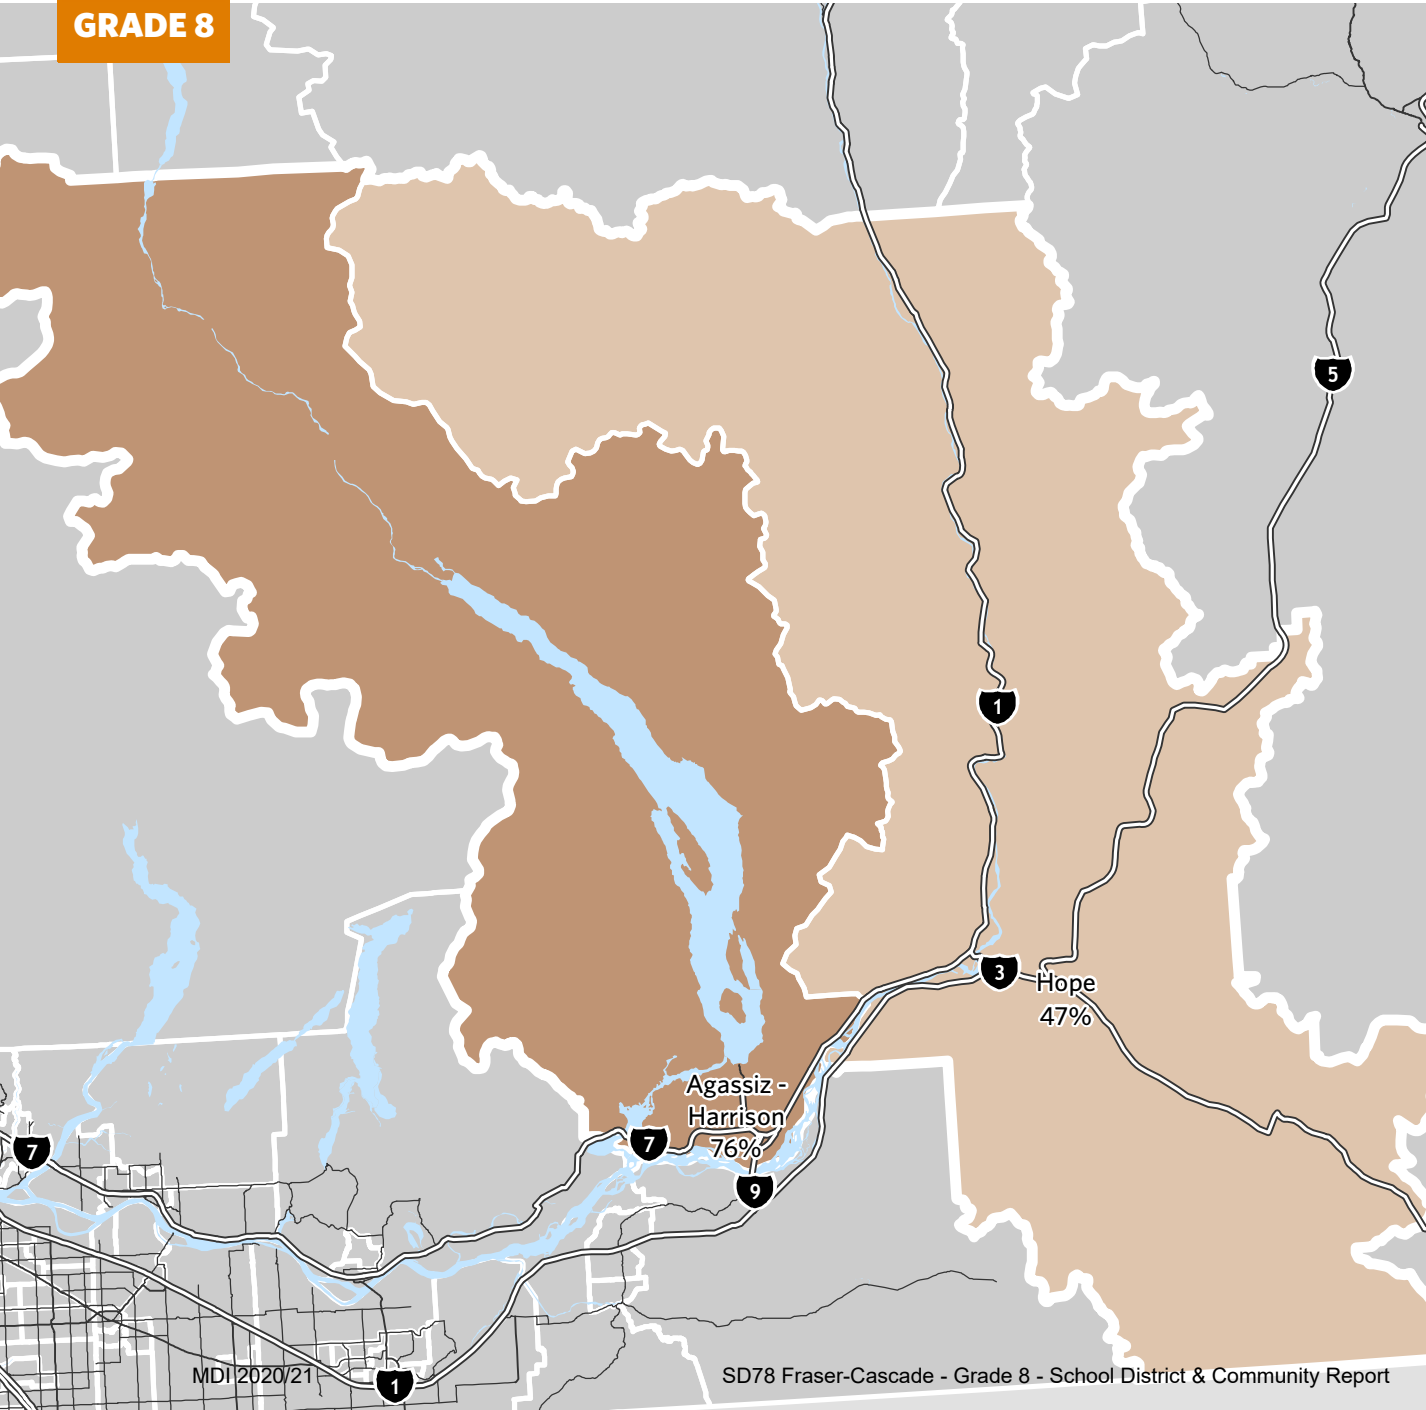 GRADE 8
5
1
3
Hope
47%
Agassiz -
Harrison
76%
7
7
9
1
MDI 2020/21
SD78 Fraser-Cascade - Grade 8 - School District & Community Report